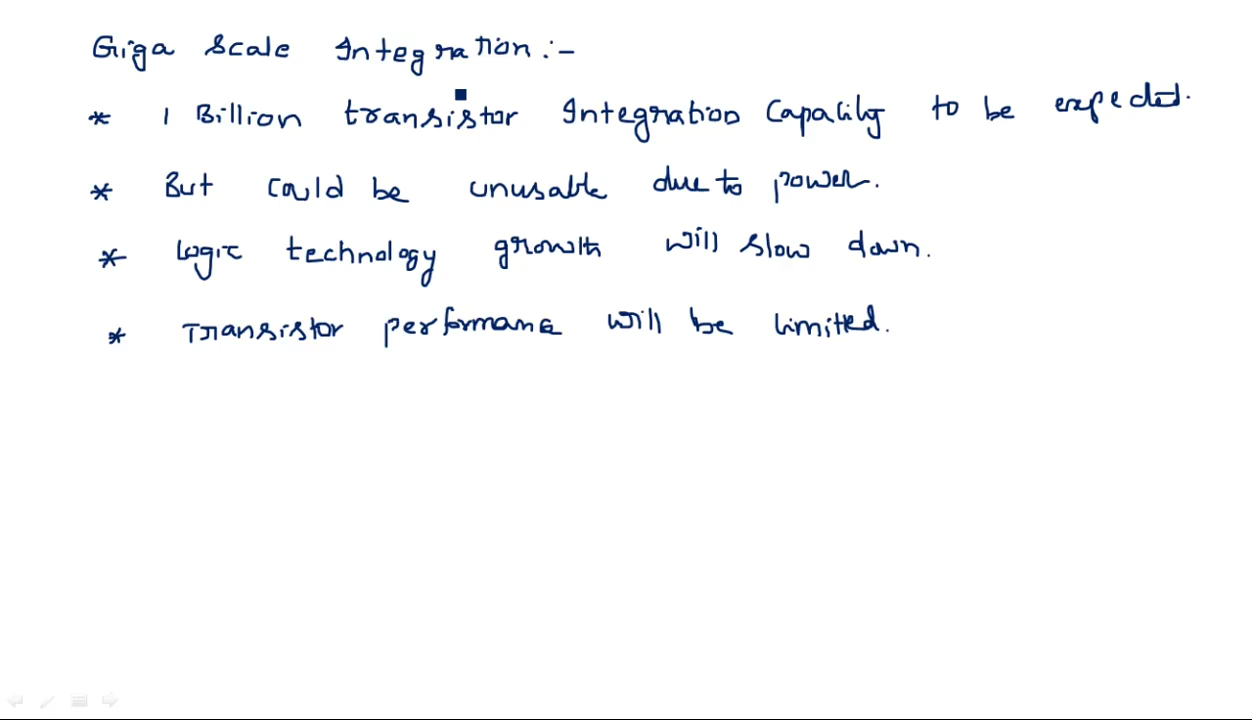 Giga Scale Integration :-
* 1 Billion transistor Integration Capacity to be expected.
* But could be unusable due to power.
* Logic technology growth will slow down.
* Transistor performance will be limited.